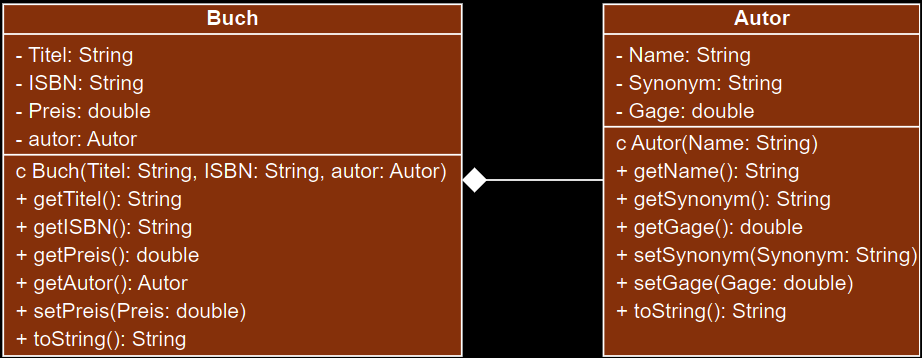 Buch
- Titel: String
- ISBN: String
- Preis: double
- autor: Autor
c Buch(Titel: String, ISBN: String, autor: Autor)
+ getTitel(): String
+ getISBN(): String
+ getPreis(): double
+ getAutor(): Autor
+ setPreis(Preis: double)
+ toString(): String
Autor
- Name: String
- Synonym: String
- Gage: double
c Autor(Name: String)
+ getName(): String
+ getSynonym(): String
+ getGage(): double
+ setSynonym(Synonym: String)
+ setGage(Gage: double)
+ toString(): String